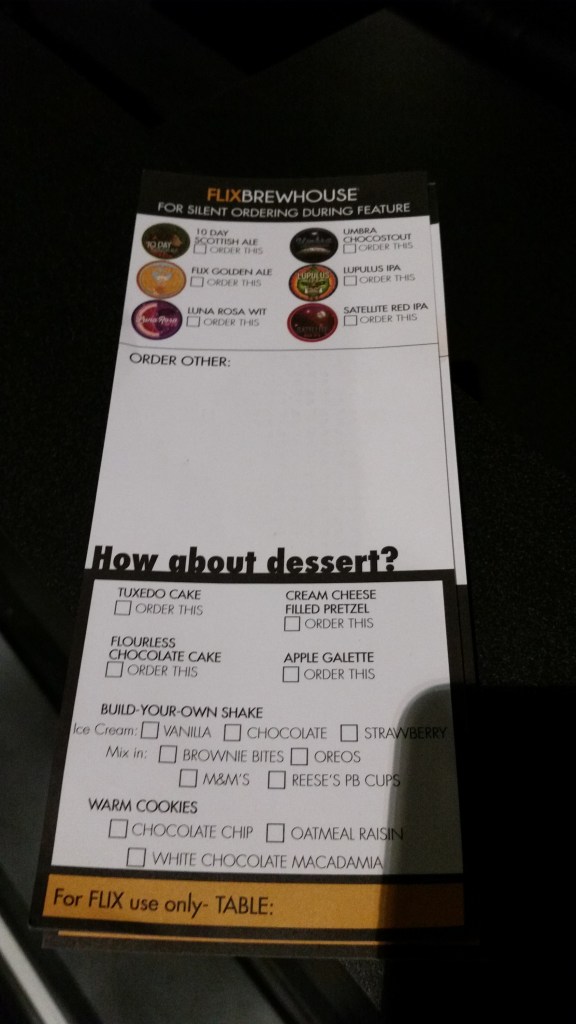 FLIXBREWHOUSE
FOR SILENT ORDERING DURING FEATURE
10 DAY
SCOTTISH ALE
ORDER THIS
UMBRA
CHOCOSTOUT
ORDER THIS
10 DAY
FLIX GOLDEN ALE
ORDER THIS
LUPULUS
LUPULUS IPA
ORDER THIS
Luna Rosa
LUNA ROSA WIT
ORDER THIS
SATELLITE RED IPA
ORDER THIS
ORDER OTHER:
How about dessert?
TUXEDO CAKE
ORDER THIS
CREAM CHEESE
FILLED PRETZEL
ORDER THIS
FLOURLESS
CHOCOLATE CAKE
ORDER THIS
APPLE GALETTE
ORDER THIS
BUILD-YOUR-OWN SHAKE
Ice Cream: VANILLA CHOCOLATE STRAWBERRY
Mix in: BROWNIE BITES OREOS
M&M'S REESE'S PB CUPS
WARM COOKIES
CHOCOLATE CHIP OATMEAL RAISIN
WHITE CHOCOLATE MACADAMIA
For FLIX use only- TABLE: